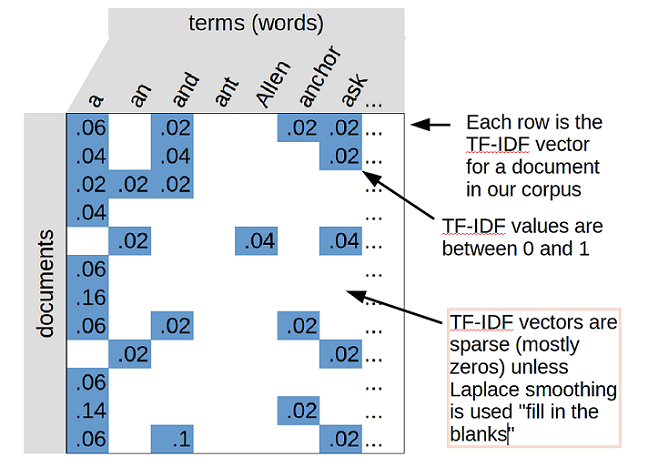 terms (words)
a an and ant Allen anchor ask ...
documents
.06 .02 .02 .02 ...
.04 .04 .02 ...
.02 .02 .02 ...
.04 ...
.02 .04 .04 ...
.06 ...
.16 ...
.06 .02 .02 ...
.02 .02 ...
.06 ...
.14 .02 ...
.06 .1 .02 ...
Each row is the
TF-IDF vector
for a document
in our corpus
TF-IDF values are
between 0 and 1
TF-IDF vectors are
sparse (mostly
zeros) unless
Laplace smoothing
is used "fill in the
blanks"